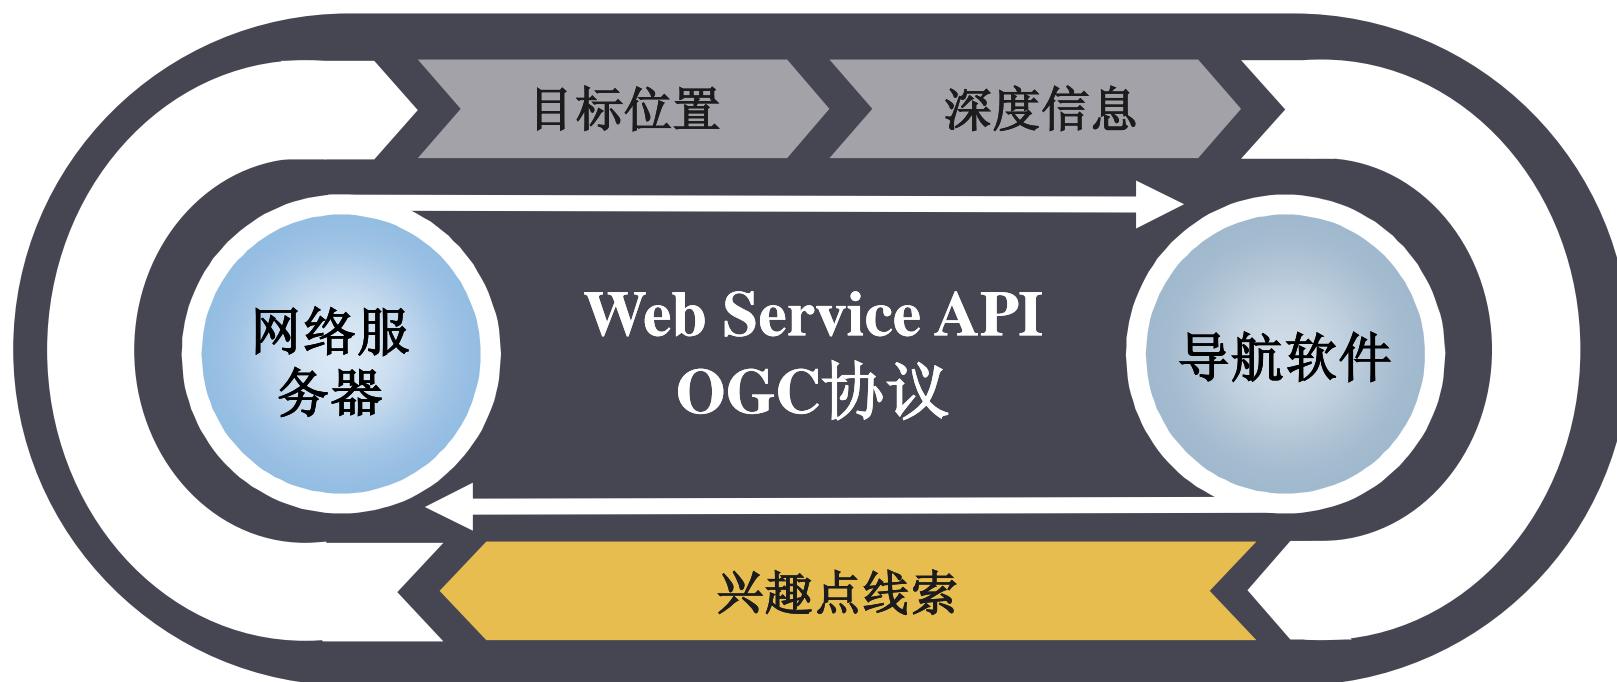 目标位置
深度信息
网络服
务器
Web Service API
OGC协议
导航软件
兴趣点线索